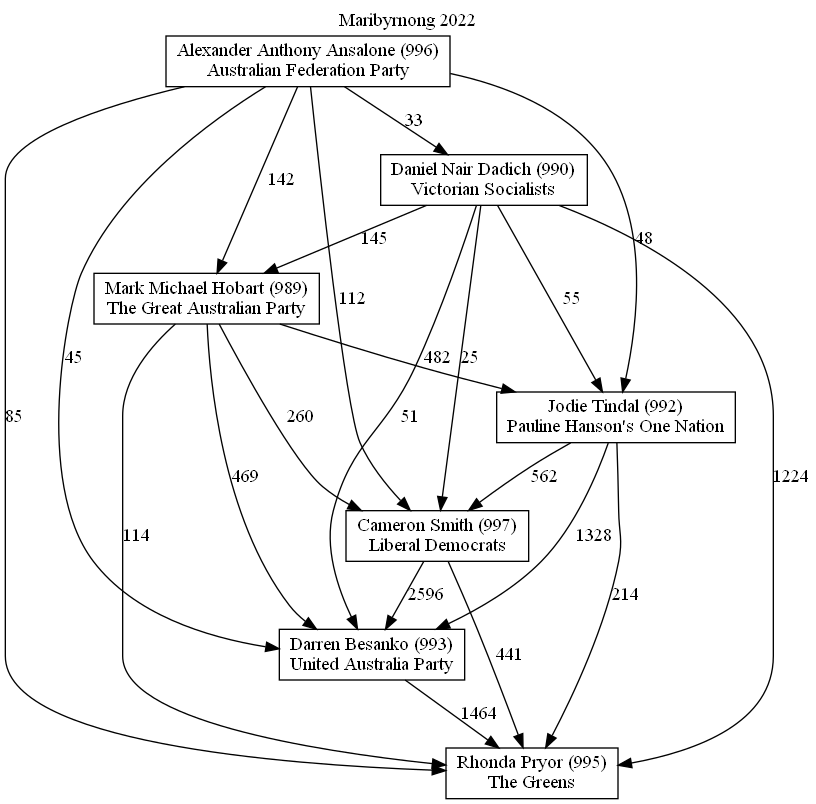 Maribyrnong 2022
Alexander Anthony Ansalone (996)
Australian Federation Party
33
Daniel Nair Dadich (990)
Victorian Socialists
142
145
48
Mark Michael Hobart (989)
The Great Australian Party
112
55
45
482
25
Jodie Tindal (992)
Pauline Hanson's One Nation
85
260
51
469
562
1224
Cameron Smith (997)
Liberal Democrats
114
1328
2596
214
Darren Besanko (993)
United Australia Party
441
1464
Rhonda Pryor (995)
The Greens